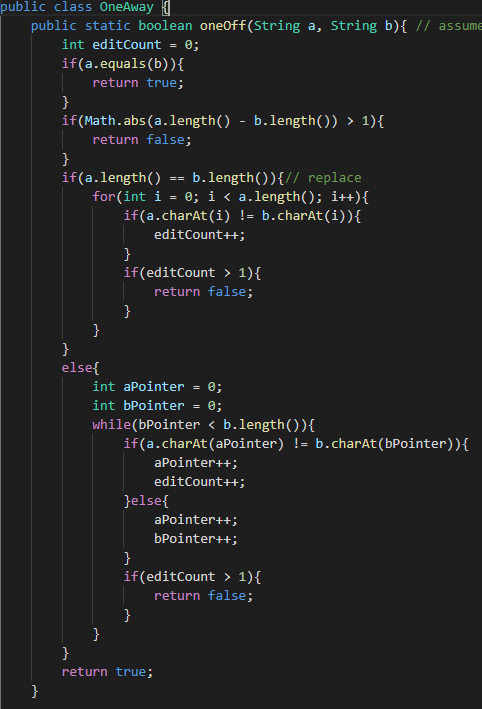 public class OneAway {
    public static boolean oneOff(String a, String b){ // assume
        int editCount = 0;
        if(a.equals(b)){
            return true;
        }
        if(Math.abs(a.length() - b.length()) > 1){
            return false;
        }
        if(a.length() == b.length()){// replace
            for(int i = 0; i < a.length(); i++){
                if(a.charAt(i) != b.charAt(i)){
                    editCount++;
                }
                if(editCount > 1){
                    return false;
                }
            }
        }
        else{
            int aPointer = 0;
            int bPointer = 0;
            while(bPointer < b.length()){
                if(a.charAt(aPointer) != b.charAt(bPointer)){
                    aPointer++;
                    editCount++;
                }else{
                    aPointer++;
                    bPointer++;
                }
                if(editCount > 1){
                    return false;
                }
            }
        }
        return true;
    }